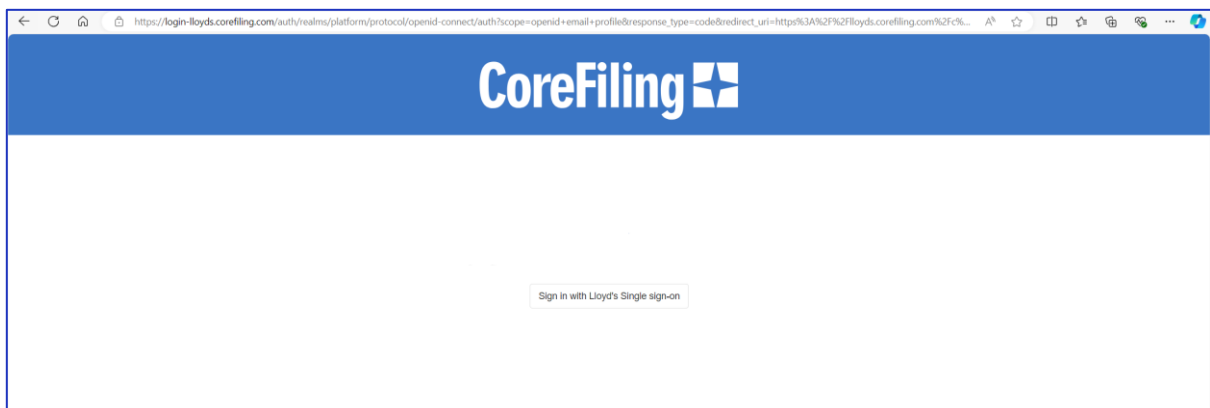 https://login-lloyds.corefiling.com/auth/realms/platform/protocol/openid-connect/auth?scope=openid+email+profile&response_type=code&redirect_uri=https%3A%2F%2Flloyds.corefiling.com%2Fc%...
CoreFiling
Sign in with Lloyd's Single sign-on